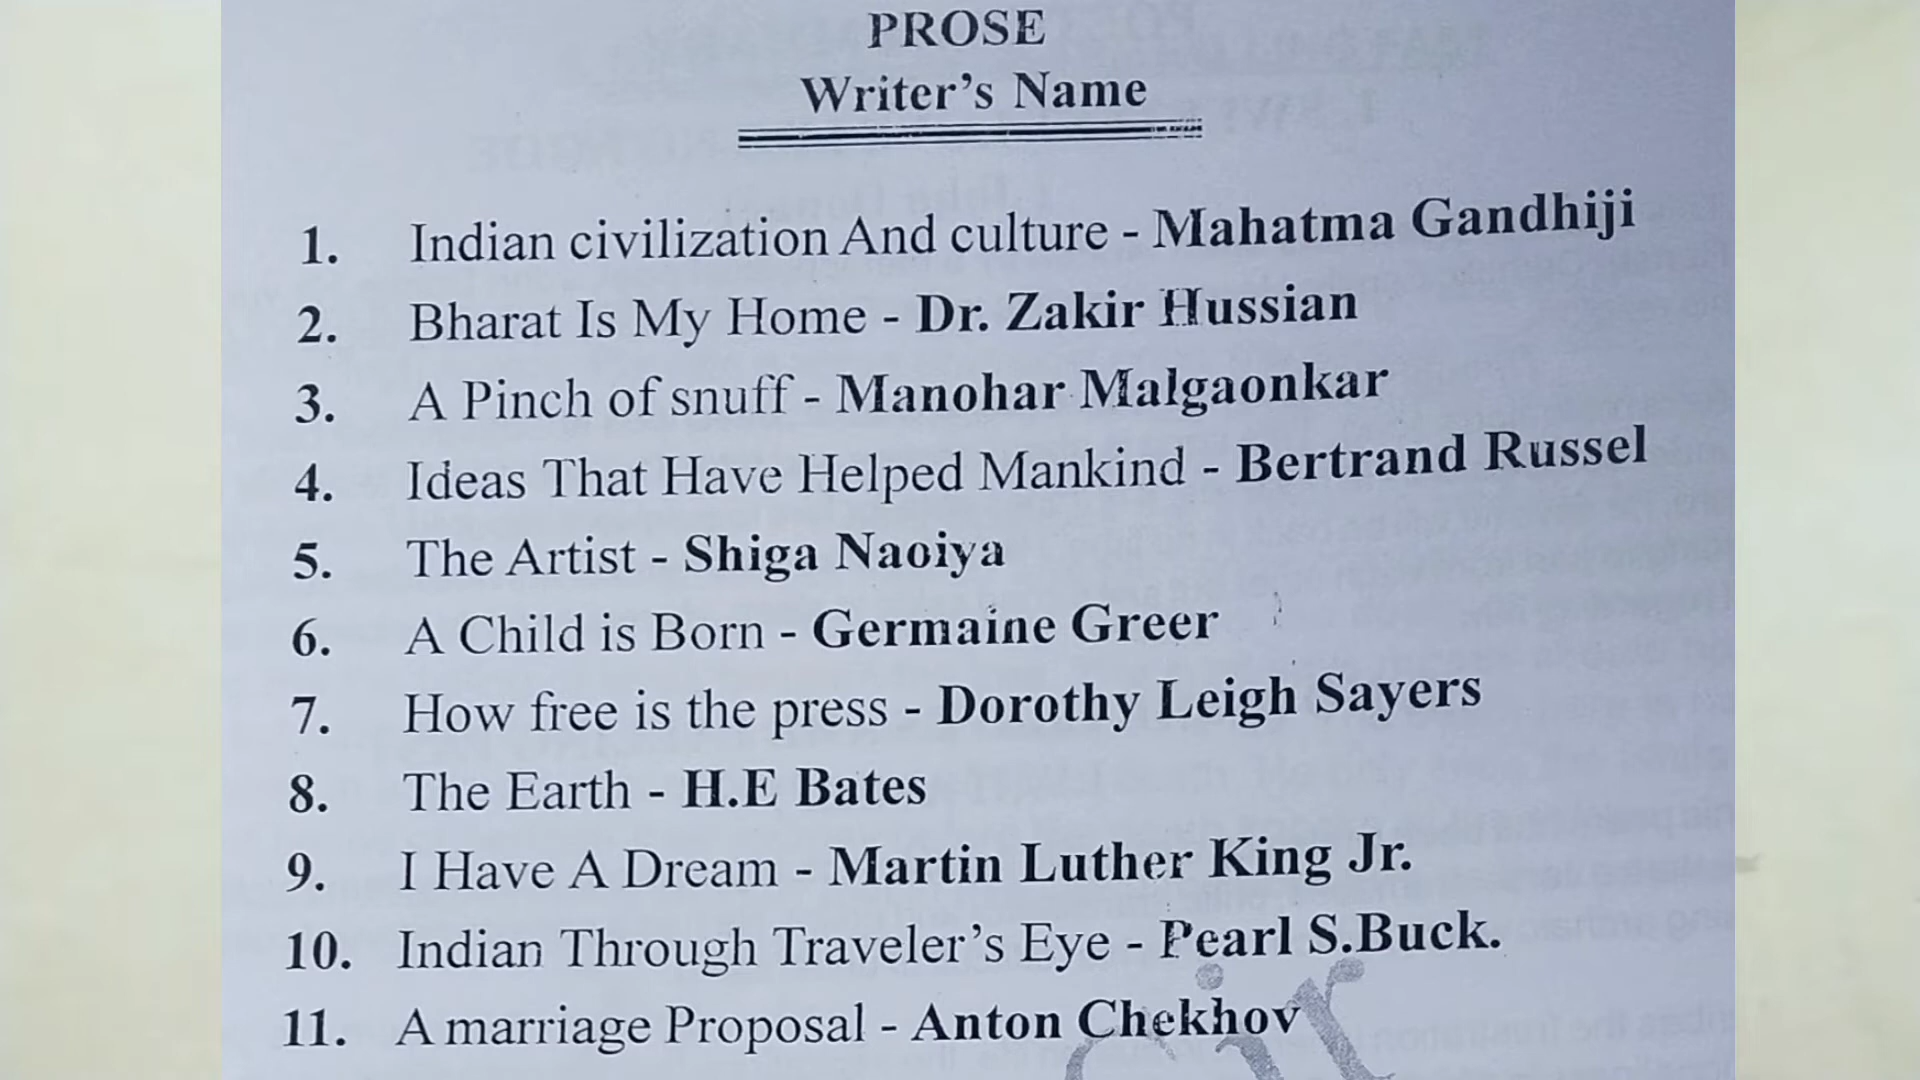 PROSE
Writer's Name
1. Indian civilization And culture - Mahatma Gandhiji
2. Bharat Is My Home - Dr. Zakir Hussian
3. A Pinch of snuff - Manohar Malgaonkar
4. Ideas That Have Helped Mankind - Bertrand Russel
5. The Artist - Shiga Naoiya
6. A Child is Born - Germaine Greer
7. How free is the press - Dorothy Leigh Sayers
8. The Earth - H.E Bates
9. I Have A Dream - Martin Luther King Jr.
10. Indian Through Traveler's Eye - Pearl S.Buck.
11. A marriage Proposal - Anton Chekhov